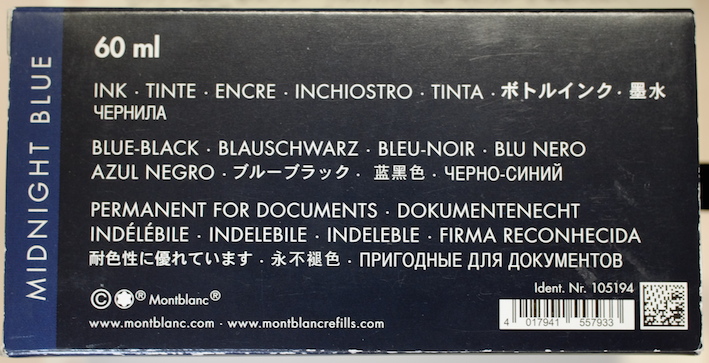 MIDNIGHT BLUE
60 ml
INK · TINTE · ENCRE · INCHIOSTRO · TINTA · ボトルインク · 墨水
ЧЕРНИЛА
BLUE-BLACK · BLAUSCHWARZ · BLEU-NOIR · BLU NERO
AZUL NEGRO · ブルーブラック · 蓝黑色 · ЧЕРНО-СИНИЙ
PERMANENT FOR DOCUMENTS · DOKUMENTENECHT
INDÉLÉBILE · INDELEBILE · INDELEBLE · FIRMA RECONHECIDA
耐色性に優れています · 永不褪色 · ПРИГОДНЫЕ ДЛЯ ДОКУМЕНТОВ
© ® Montblanc®
www.montblanc.com · www.montblancrefills.com
Ident. Nr. 105194
4 017941 557933